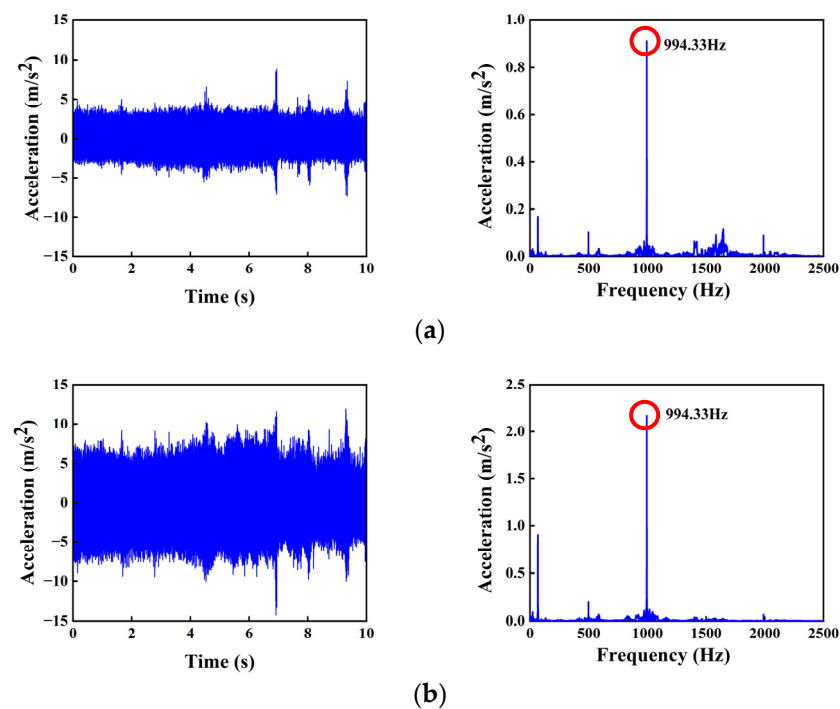 15
10
5
0
−5
−10
−15
0 2 4 6 8 10
Acceleration (m/s²)
Time (s)
1.0
0.8
0.6
0.4
0.2
0.0
0 500 1000 1500 2000 2500
Acceleration (m/s²)
Frequency (Hz)
994.33Hz
(a)
15
10
5
0
−5
−10
−15
0 2 4 6 8 10
Acceleration (m/s²)
Time (s)
2.5
2.0
1.5
1.0
0.5
0.0
0 500 1000 1500 2000 2500
Acceleration (m/s²)
Frequency (Hz)
994.33Hz
(b)